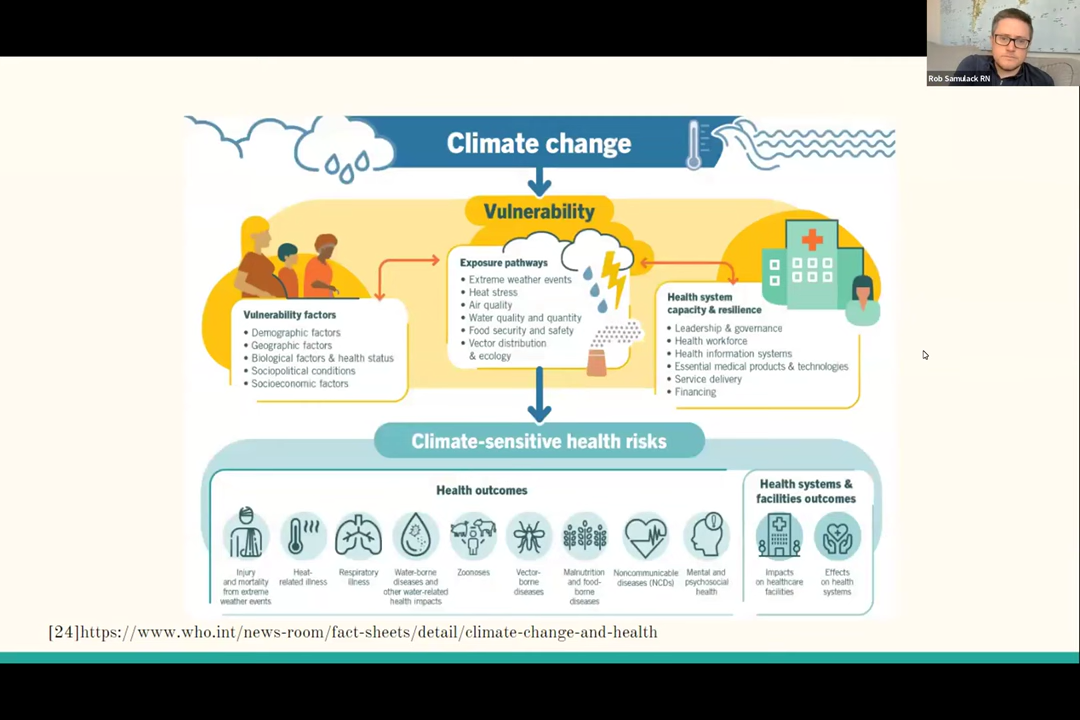 Rob Samulack RN
Climate change
Vulnerability
Vulnerability factors
• Demographic factors
• Geographic factors
• Biological factors & health status
• Sociopolitical conditions
• Socioeconomic factors
Exposure pathways
• Extreme weather events
• Heat stress
• Air quality
• Water quality and quantity
• Food security and safety
• Vector distribution
& ecology
Health system
capacity & resilience
• Leadership & governance
• Health workforce
• Health information systems
• Essential medical products & technologies
• Service delivery
• Financing
Climate-sensitive health risks
Health outcomes
Injury
and mortality
from extreme
weather events
Heat-
related illness
Respiratory
illness
Water-borne
diseases and
other water-related
health impacts
Zoonoses
Vector-
borne
diseases
Malnutrition
and food-
borne
diseases
Noncommunicable
diseases (NCDs)
Mental and
psychosocial
health
Health systems &
facilities outcomes
Impacts
on healthcare
facilities
Effects
on health
systems
[24]https://www.who.int/news-room/fact-sheets/detail/climate-change-and-health